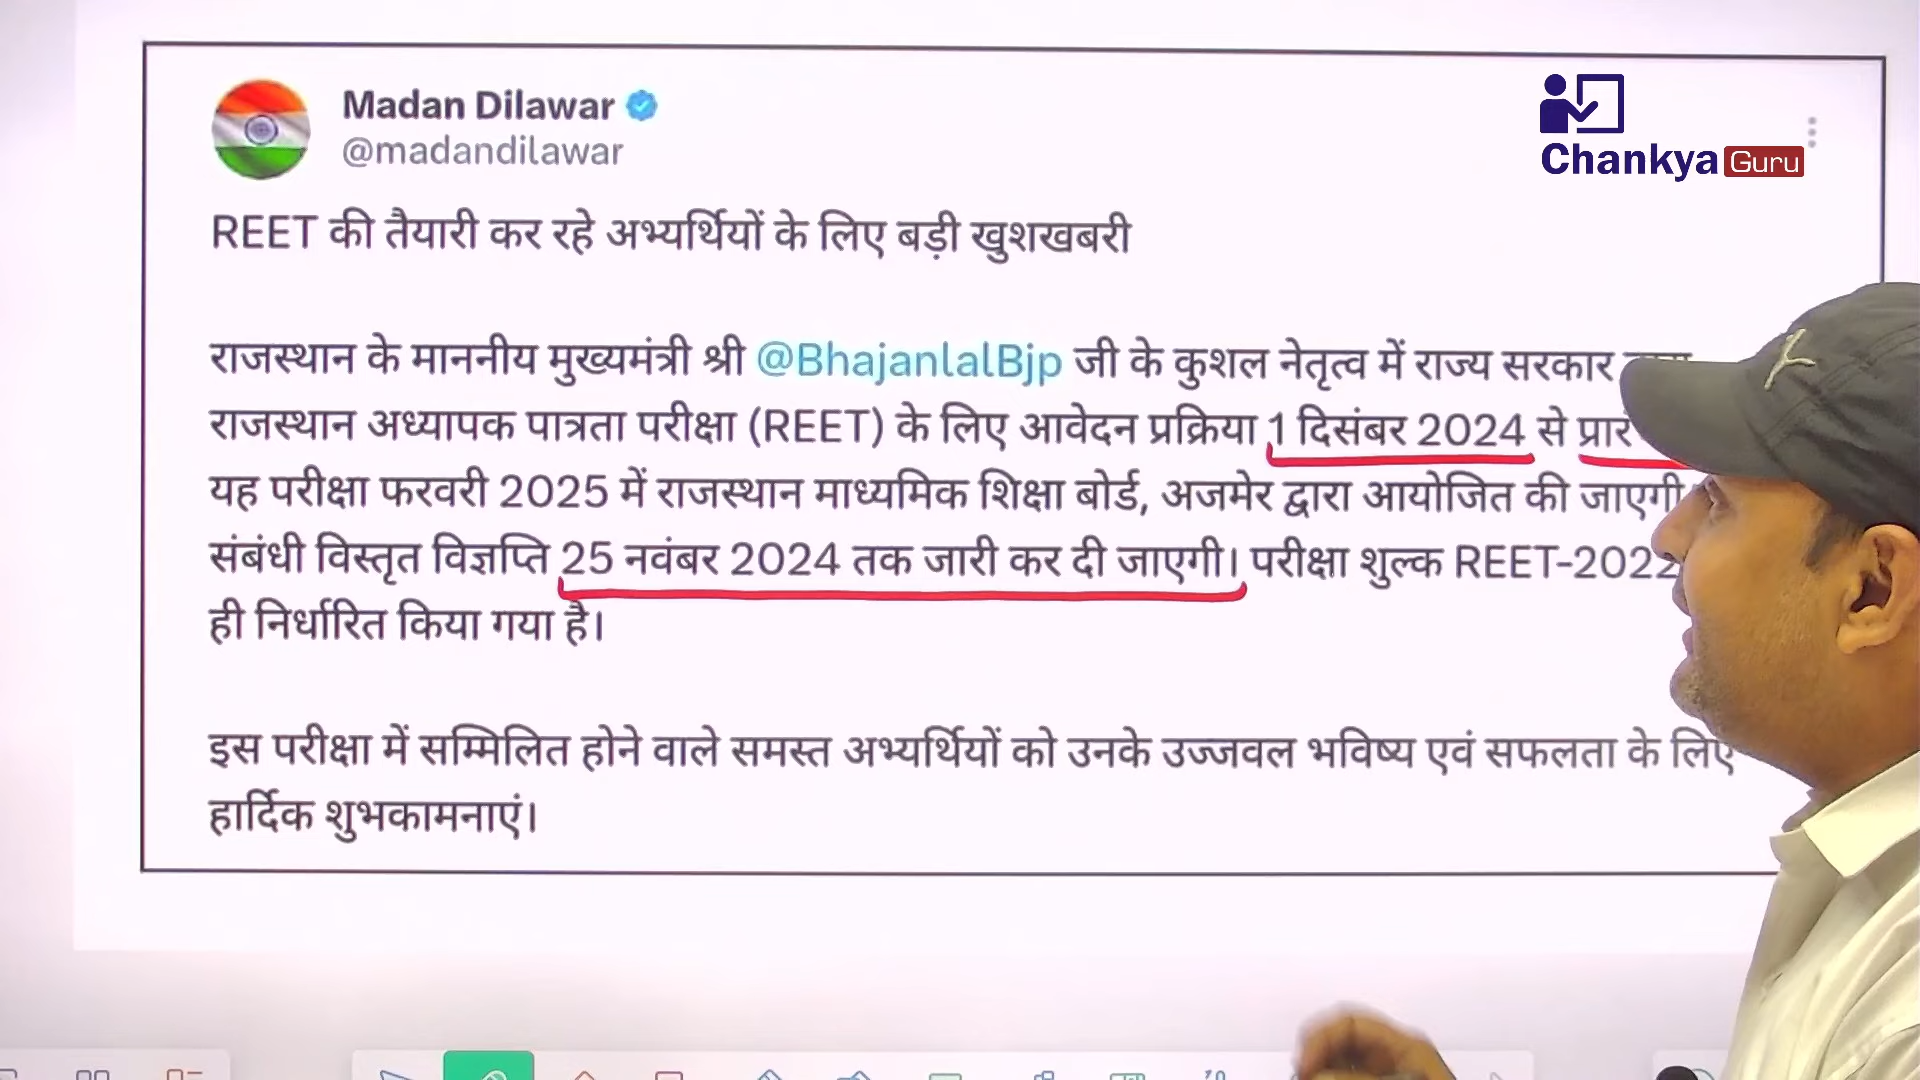 Madan Dilawar
@madandilawar
Chankya Guru
REET की तैयारी कर रहे अभ्यर्थियों के लिए बड़ी खुशखबरी
राजस्थान के माननीय मुख्यमंत्री श्री @BhajanlalBjp जी के कुशल नेतृत्व में राज्य सरकार
राजस्थान अध्यापक पात्रता परीक्षा (REET) के लिए आवेदन प्रक्रिया 1 दिसंबर 2024 से
यह परीक्षा फरवरी 2025 में राजस्थान माध्यमिक शिक्षा बोर्ड, अजमेर द्वारा आयोजित की जाएगी
संबंधी विस्तृत विज्ञप्ति 25 नवंबर 2024 तक जारी कर दी जाएगी। परीक्षा शुल्क REET-2022
ही निर्धारित किया गया है।
इस परीक्षा में सम्मिलित होने वाले समस्त अभ्यर्थियों को उनके उज्जवल भविष्य एवं सफलता के लिए
हार्दिक शुभकामनाएं।